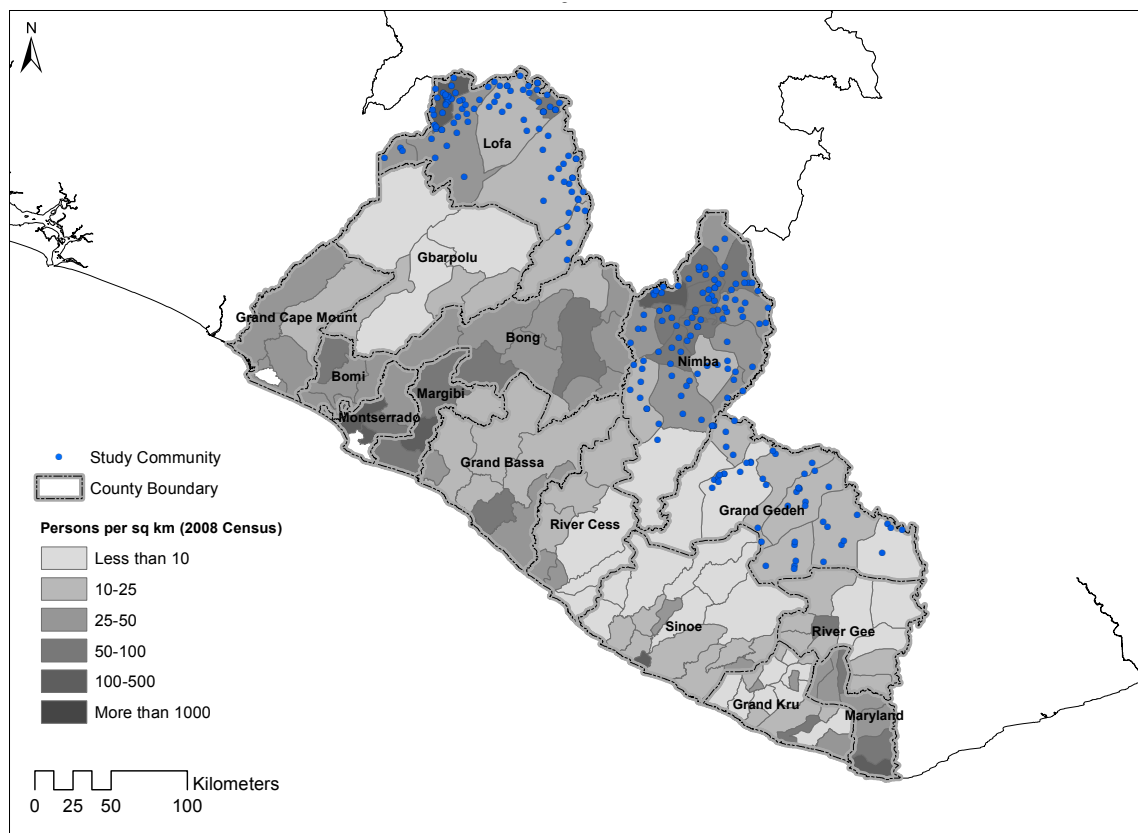 N
Lofa
Gbarpolu
Grand Cape Mount
Bong
Nimba
Bomi
Margibi
Montserrado
Grand Bassa
Study Community
County Boundary
Grand Gedeh
River Cess
Persons per sq km (2008 Census)
Less than 10
10-25
25-50
50-100
100-500
More than 1000
Sinoe
River Gee
Grand Kru
Maryland
Kilometers
0 25 50 100